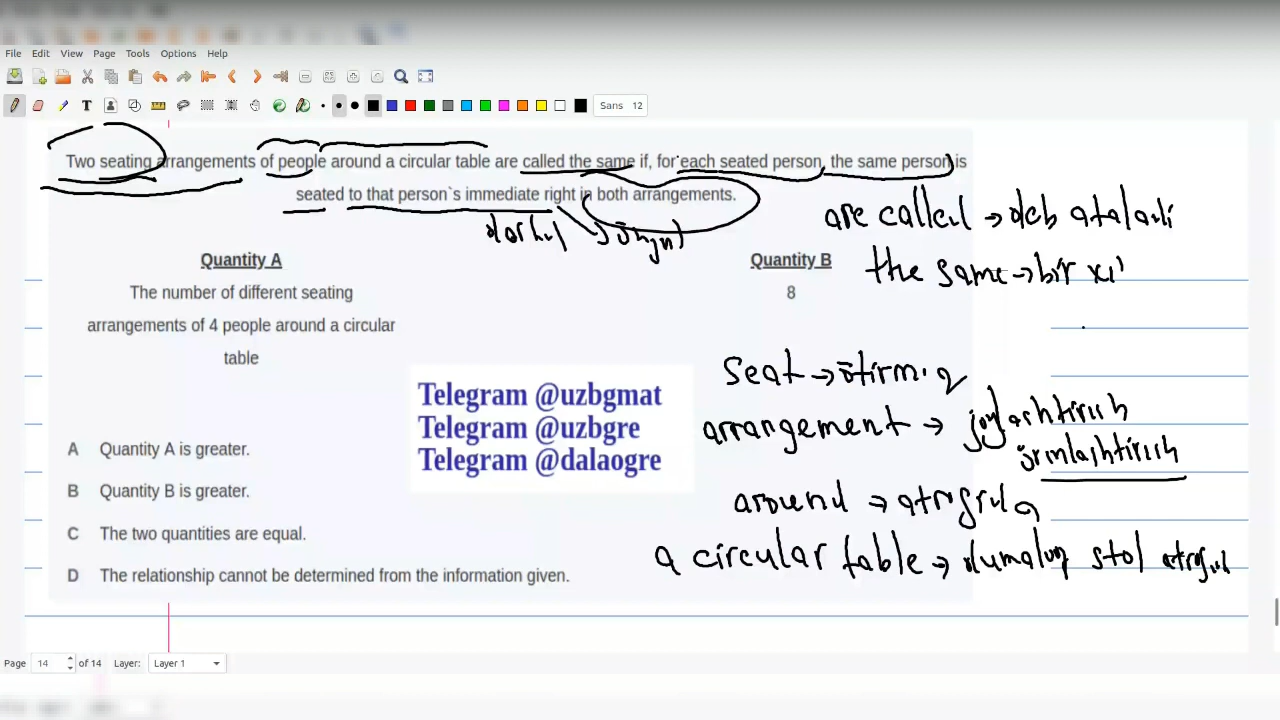 File Edit View Page Tools Options Help
Sans 12
Two seating arrangements of people around a circular table are called the same if, for each seated person, the same person is
seated to that person`s immediate right in both arrangements.
are called → deb ataladi
the same → bir xil
Quantity A
The number of different seating
arrangements of 4 people around a circular
table
Quantity B
8
seat → o'tirmoq
arrangement → joylashtirish
Telegram @uzbgmat
Telegram @uzbgre
Telegram @dalaogre
around → atrofida
a circular table → dumaloq stol
A Quantity A is greater.
B Quantity B is greater.
C The two quantities are equal.
D The relationship cannot be determined from the information given.
Page 14 of 14 Layer: Layer 1